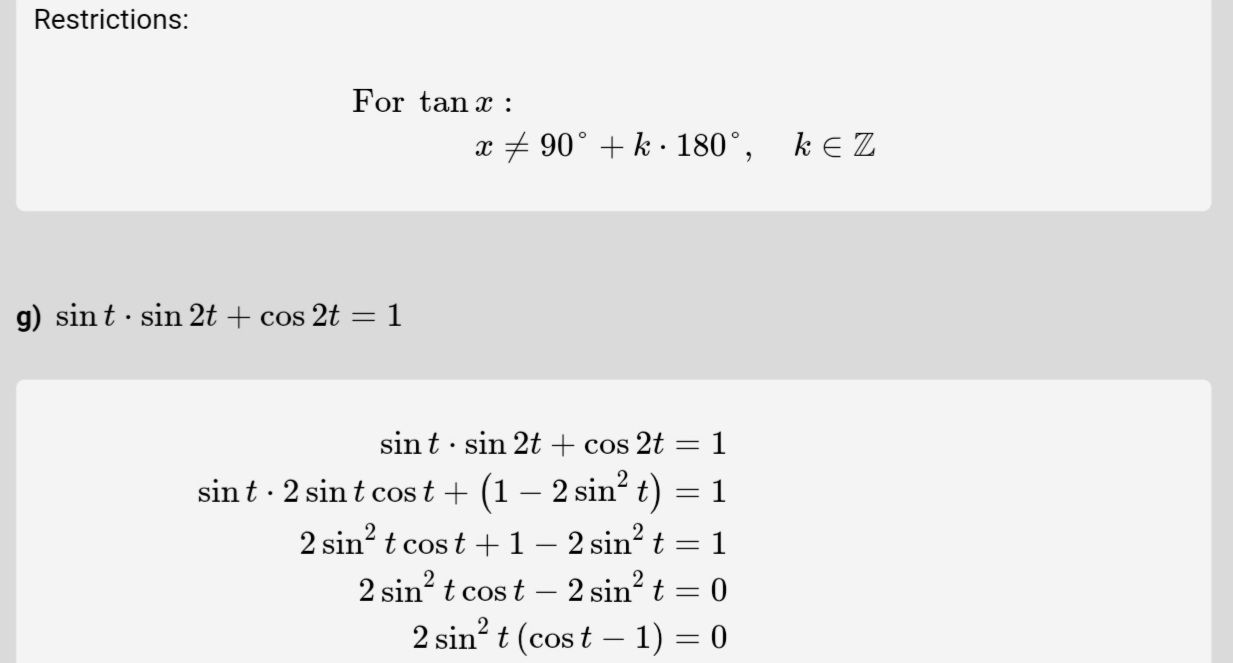 Restrictions:
For tan x :
x ≠ 90° + k · 180°, k ∈ ℤ
g) sin t · sin 2t + cos 2t = 1
sin t · sin 2t + cos 2t = 1
sin t · 2 sin t cos t + (1 − 2 sin² t) = 1
2 sin² t cos t + 1 − 2 sin² t = 1
2 sin² t cos t − 2 sin² t = 0
2 sin² t (cos t − 1) = 0